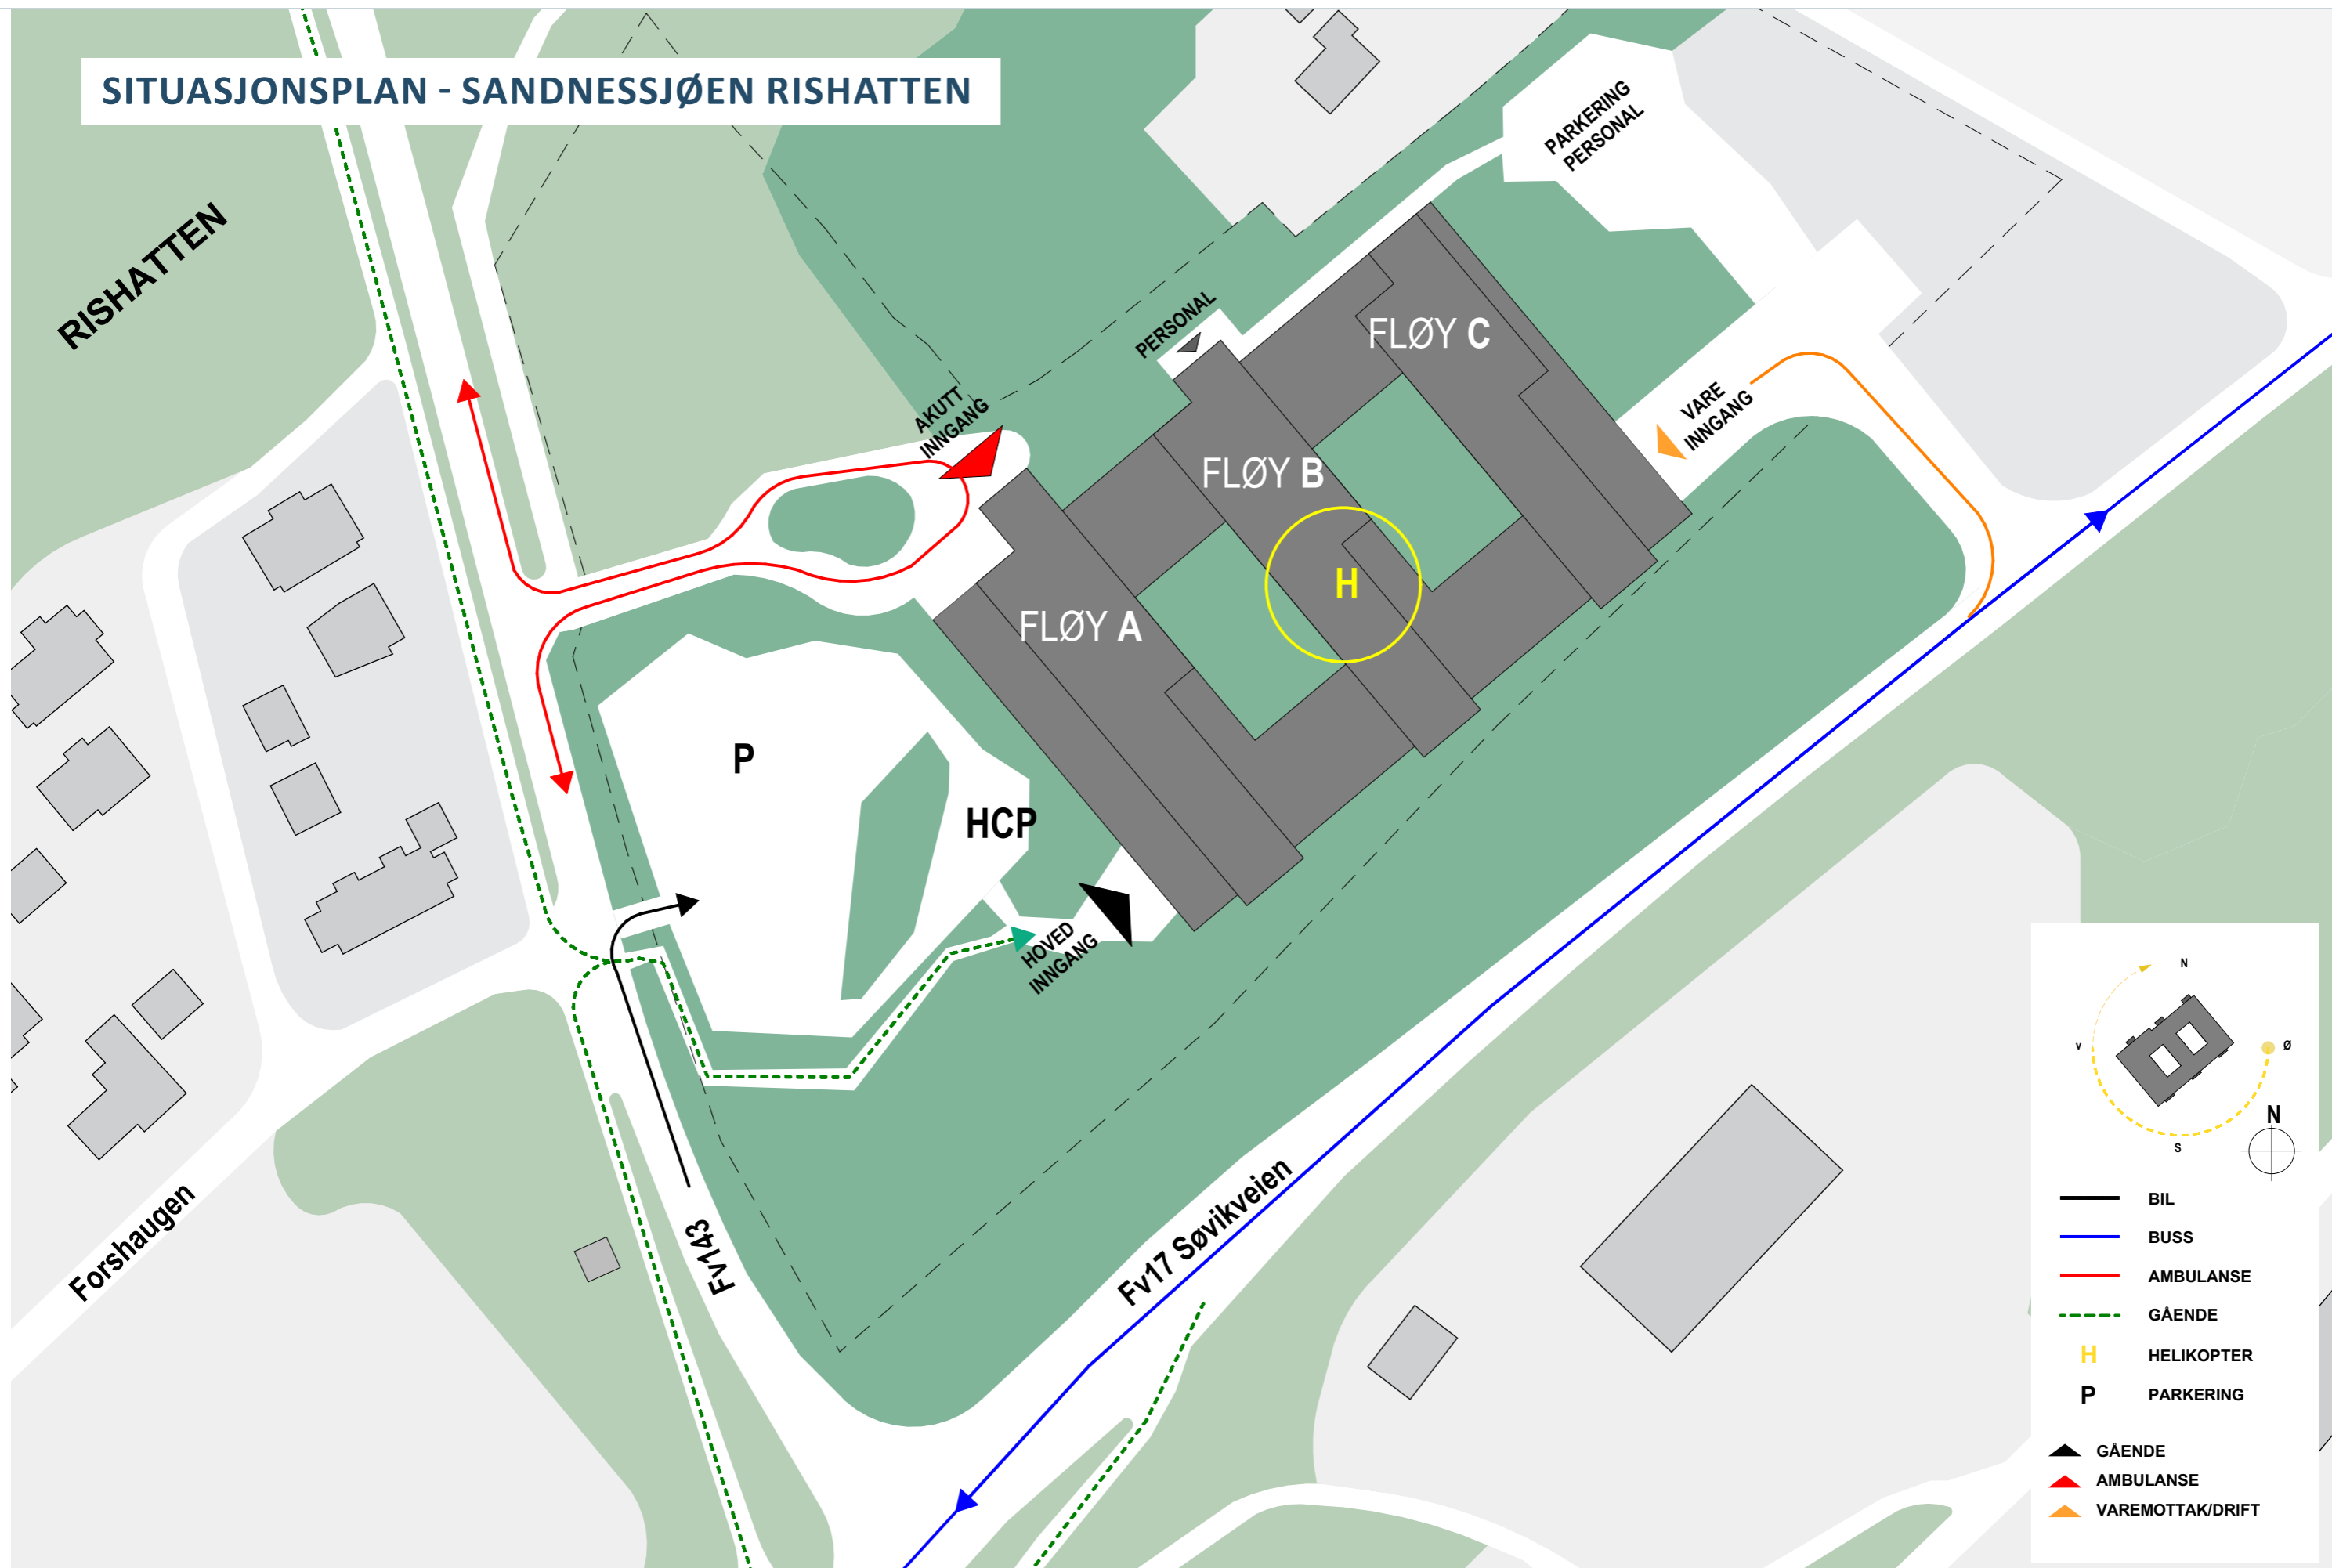 SITUASJONSPLAN - SANDNESSJØEN RISHATTEN
RISHATTEN
PARKERING
PERSONAL
PERSONAL
FLØY C
AKUTT
INNGANG
VARE
INNGANG
FLØY B
H
FLØY A
P
HCP
HOVED
INNGANG
Forshaugen
Fv143
Fv17 Søvikveien
N
V
Ø
S
N
BIL
BUSS
AMBULANSE
GÅENDE
H HELIKOPTER
P PARKERING
GÅENDE
AMBULANSE
VAREMOTTAK/DRIFT